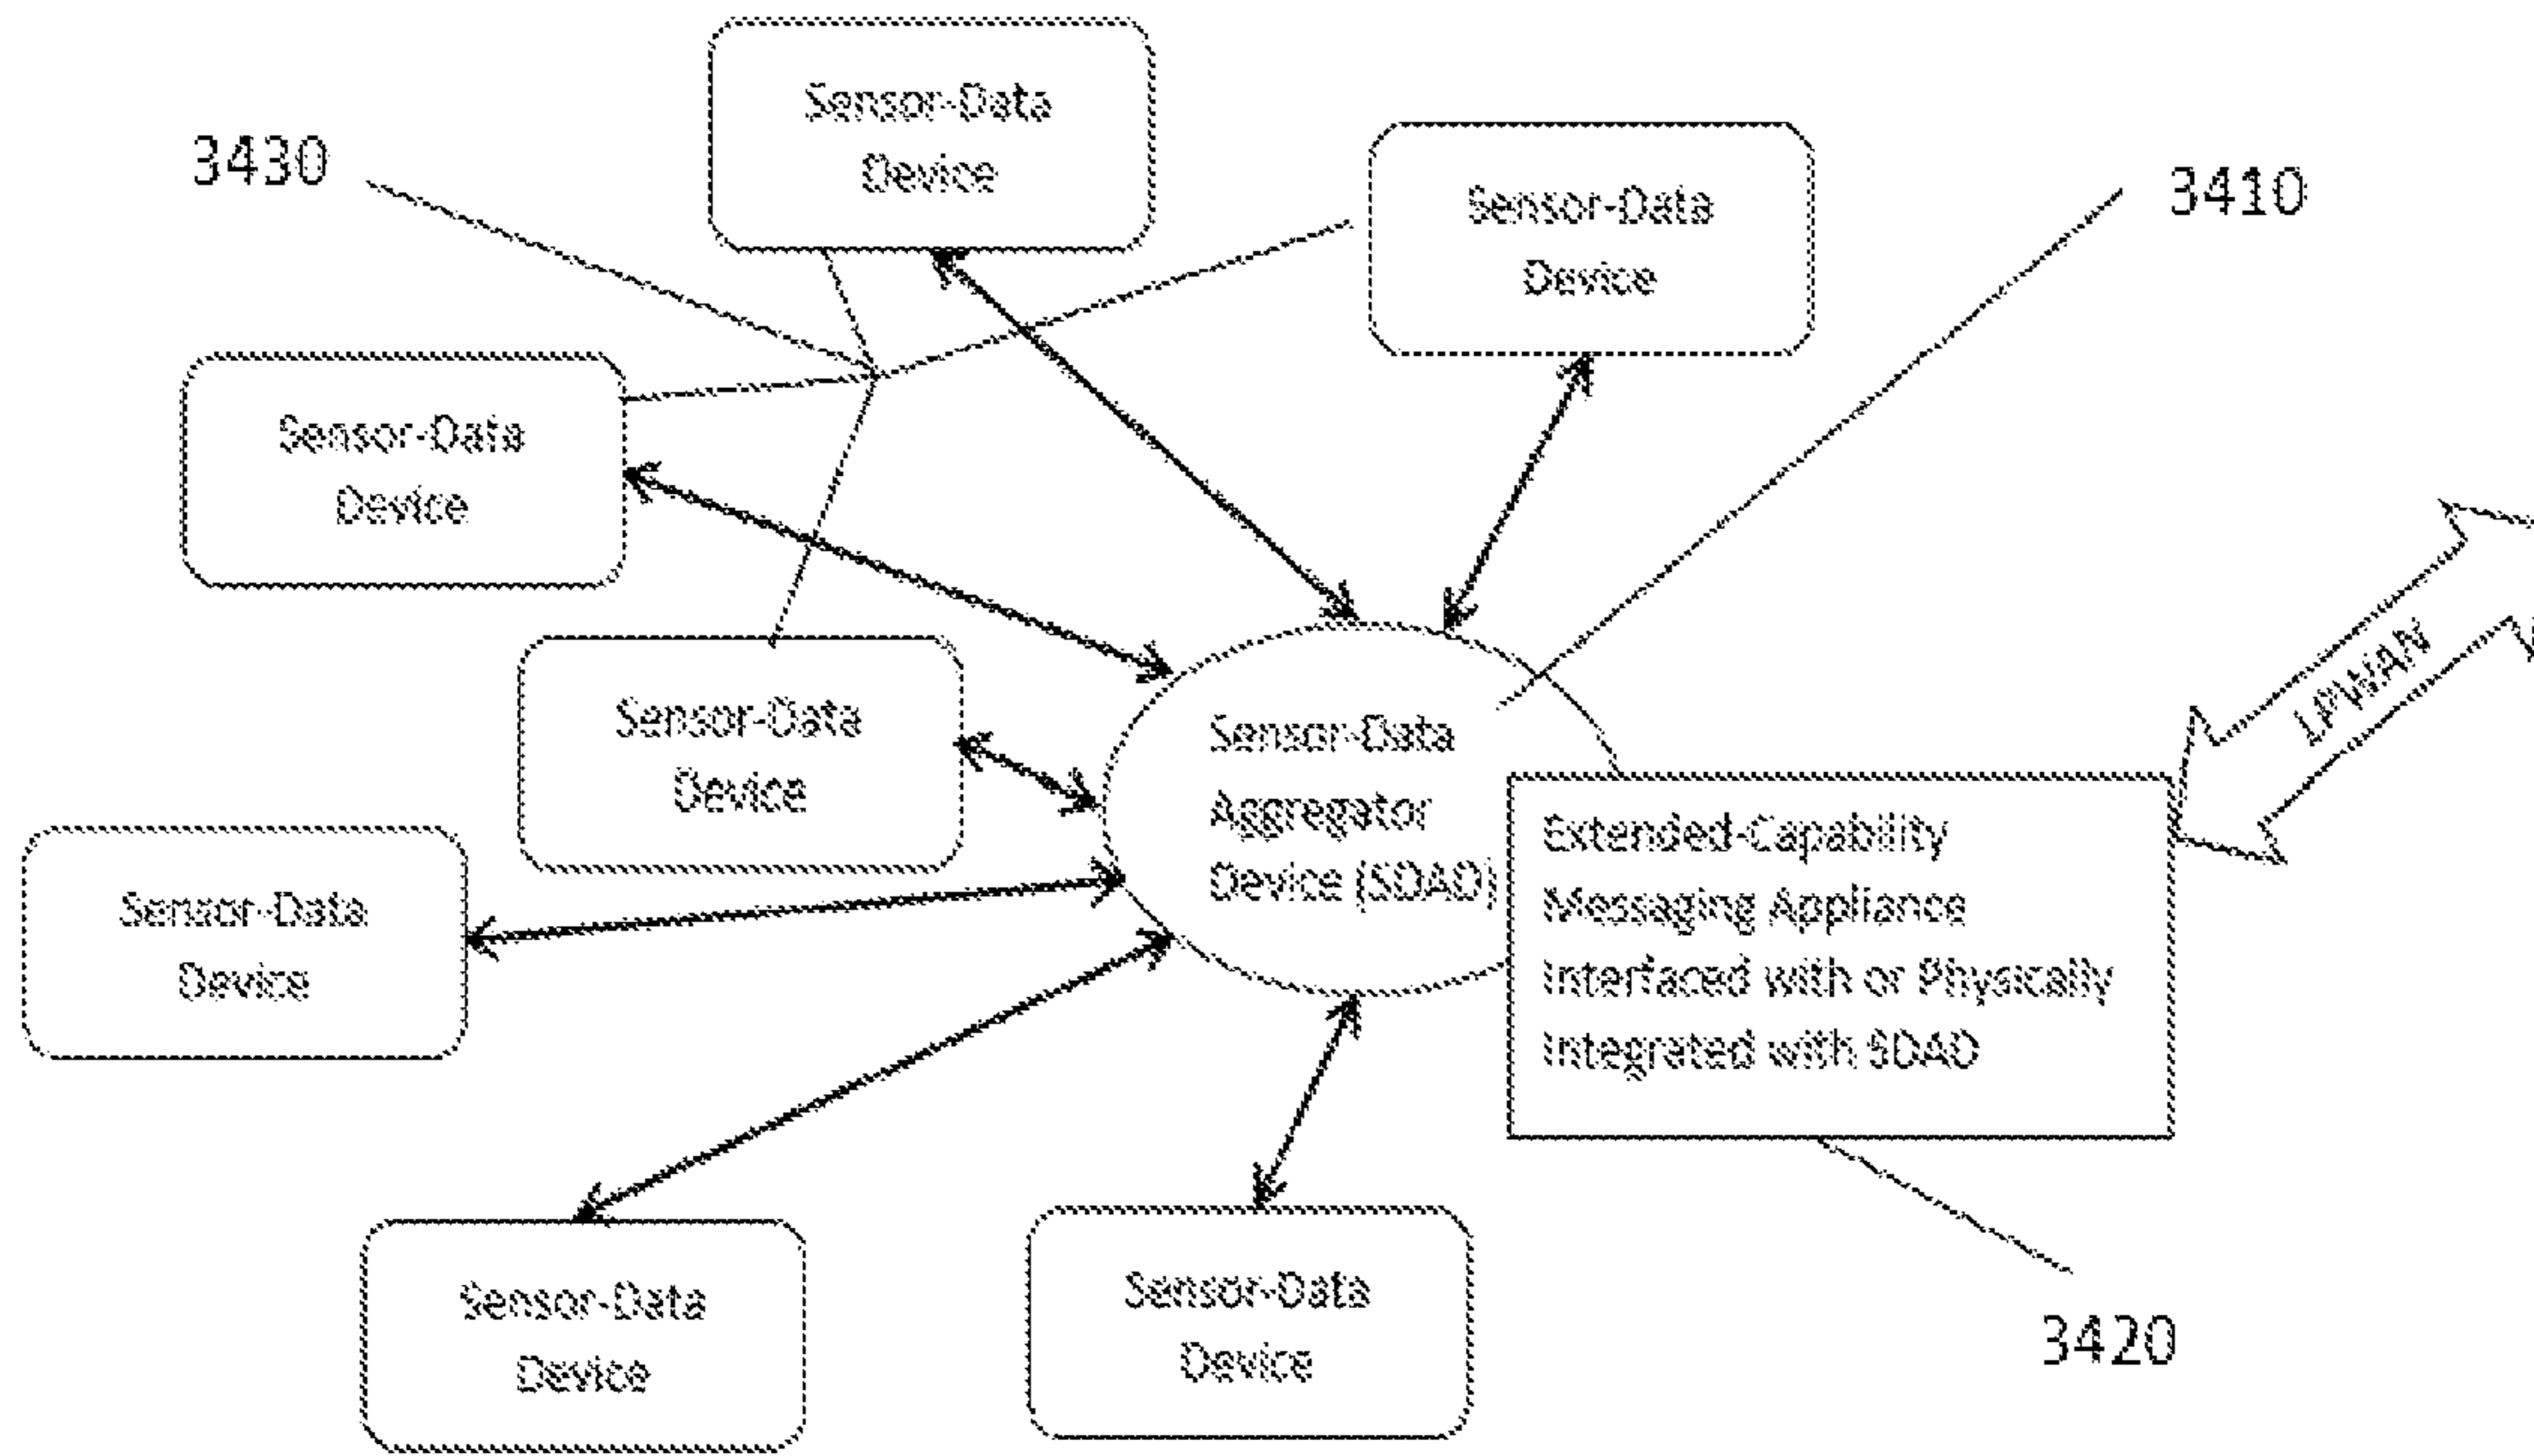 Sensor-Data
Device
3430
Sensor-Data
Device
3410
Sensor-Data
Device
LPWAN
Sensor-Data
Device
Sensor-Data
Aggregator
Device (SDAD)
Extended-Capability
Messaging Appliance
Interfaced with or Physically
Integrated with SDAD
Sensor-Data
Device
Sensor-Data
Device
Sensor-Data
Device
3420